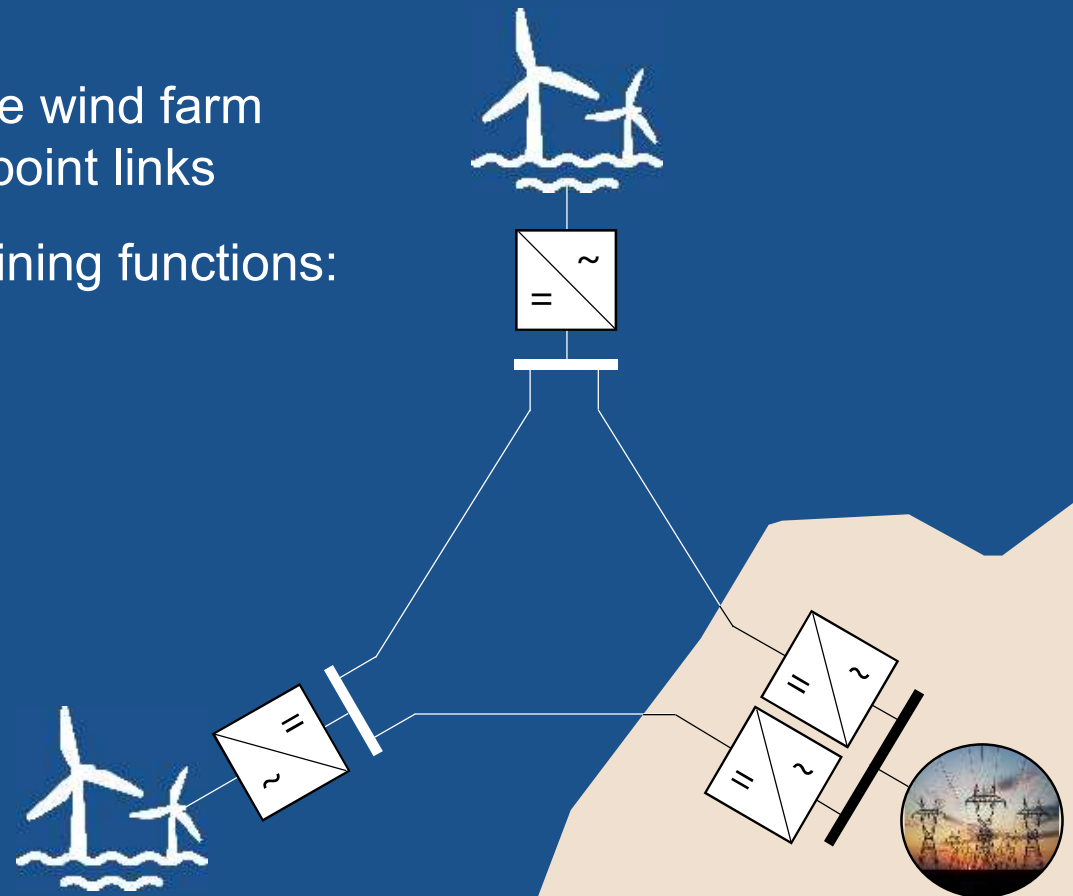 e wind farm
point links
ining functions:
~
=
=
~
=
~
=
~